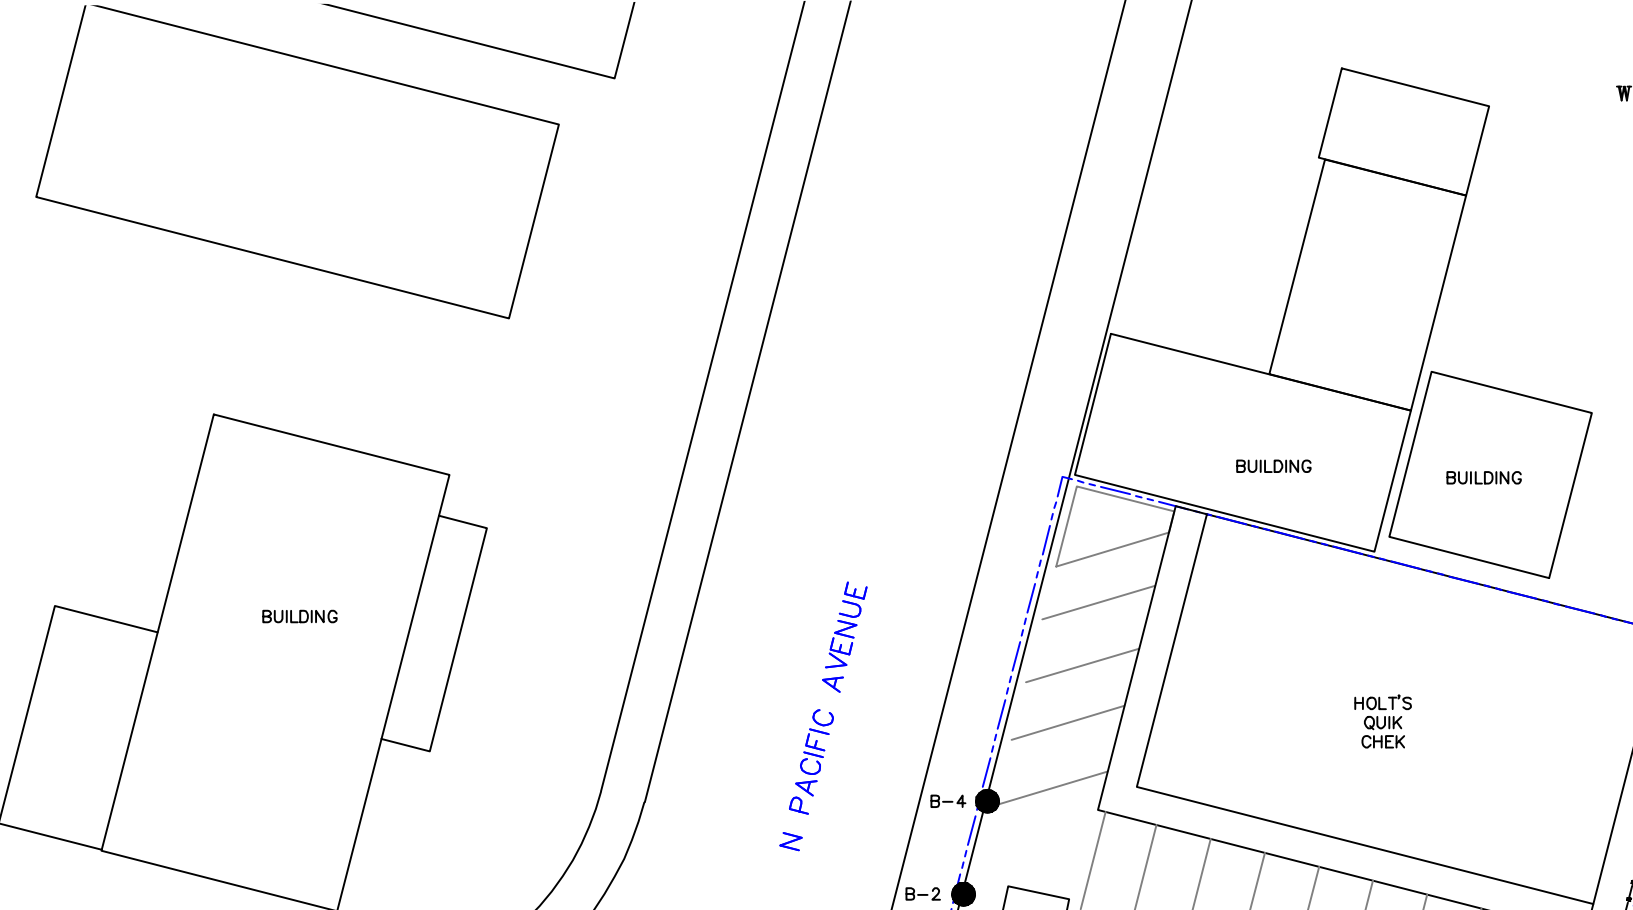 W
BUILDING
BUILDING
BUILDING
N PACIFIC AVENUE
HOLT'S
QUIK
CHEK
B-4
B-2